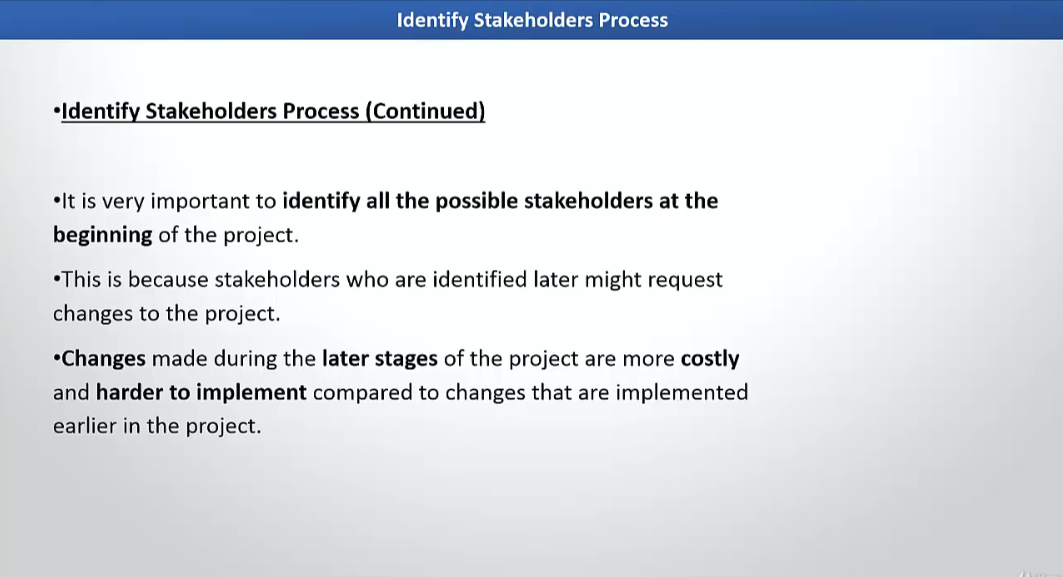 Identify Stakeholders Process
•Identify Stakeholders Process (Continued)
•It is very important to identify all the possible stakeholders at the
beginning of the project.
•This is because stakeholders who are identified later might request
changes to the project.
•Changes made during the later stages of the project are more costly
and harder to implement compared to changes that are implemented
earlier in the project.